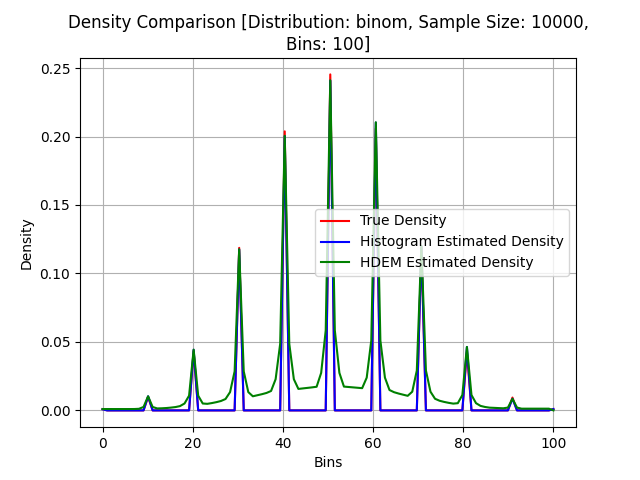 Density Comparison [Distribution: binom, Sample Size: 10000,
Bins: 100]
0.25
0.20
0.15
0.10
0.05
0.00
Density
True Density
Histogram Estimated Density
HDEM Estimated Density
0 20 40 60 80 100
Bins